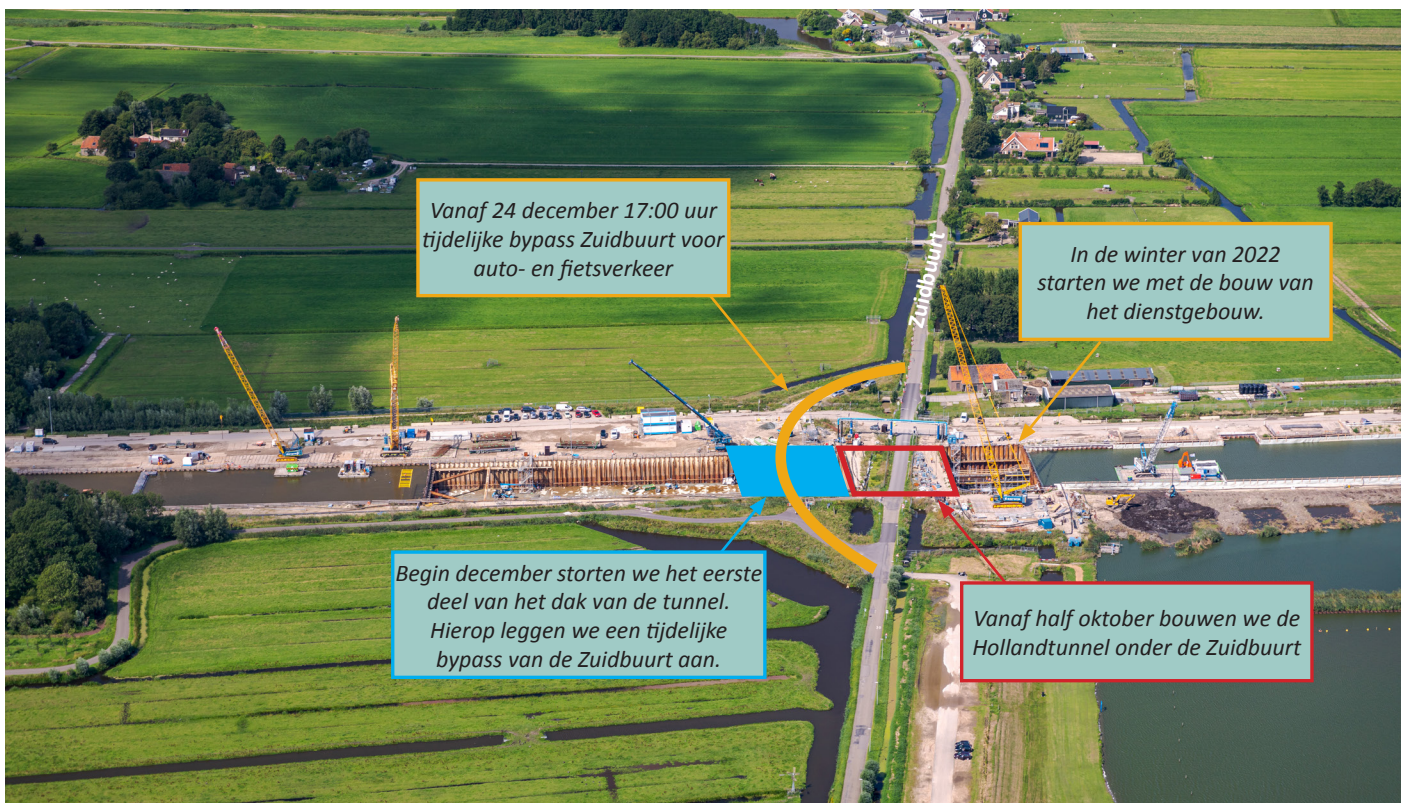 Vanaf 24 december 17:00 uur
tijdelijke bypass Zuidbuurt voor
auto- en fietsverkeer
Zuidbuurt
In de winter van 2022
starten we met de bouw van
het dienstgebouw.
Begin december storten we het eerste
deel van het dak van de tunnel.
Hierop leggen we een tijdelijke
bypass van de Zuidbuurt aan.
Vanaf half oktober bouwen we de
Hollandtunnel onder de Zuidbuurt